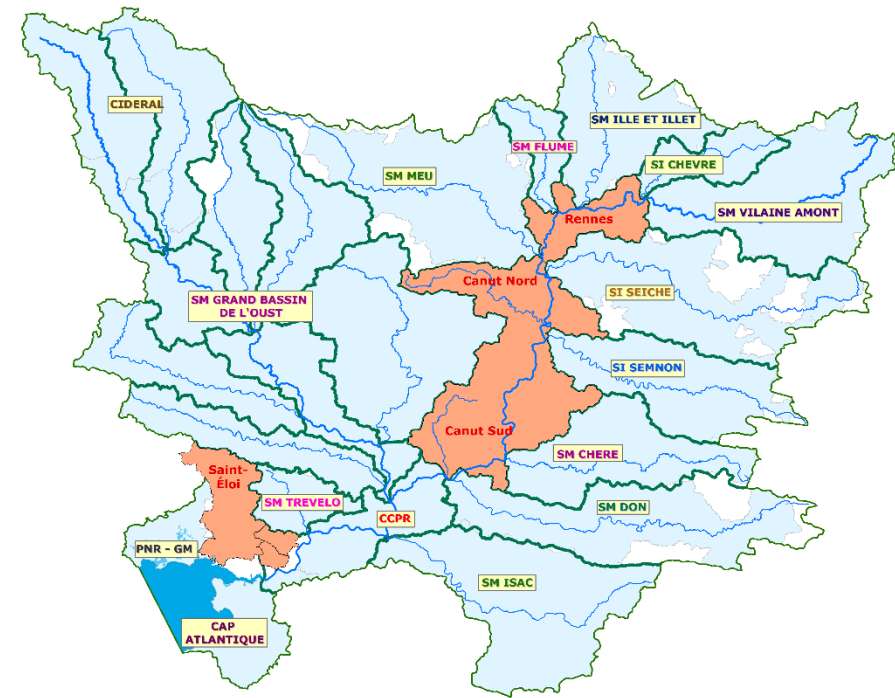 CIDERAL
SM ILLE ET ILLET
SM FLUME
SI CHEVRE
SM MEU
SM VILAINE AMONT
Rennes
Canut Nord
SI SEICHE
SM GRAND BASSIN
DE L'OUST
SI SEMNON
Canut Sud
SM CHERE
Saint-
Éloi
SM TREVELO
SM DON
CCPR
PNR - GM
SM ISAC
CAP
ATLANTIQUE